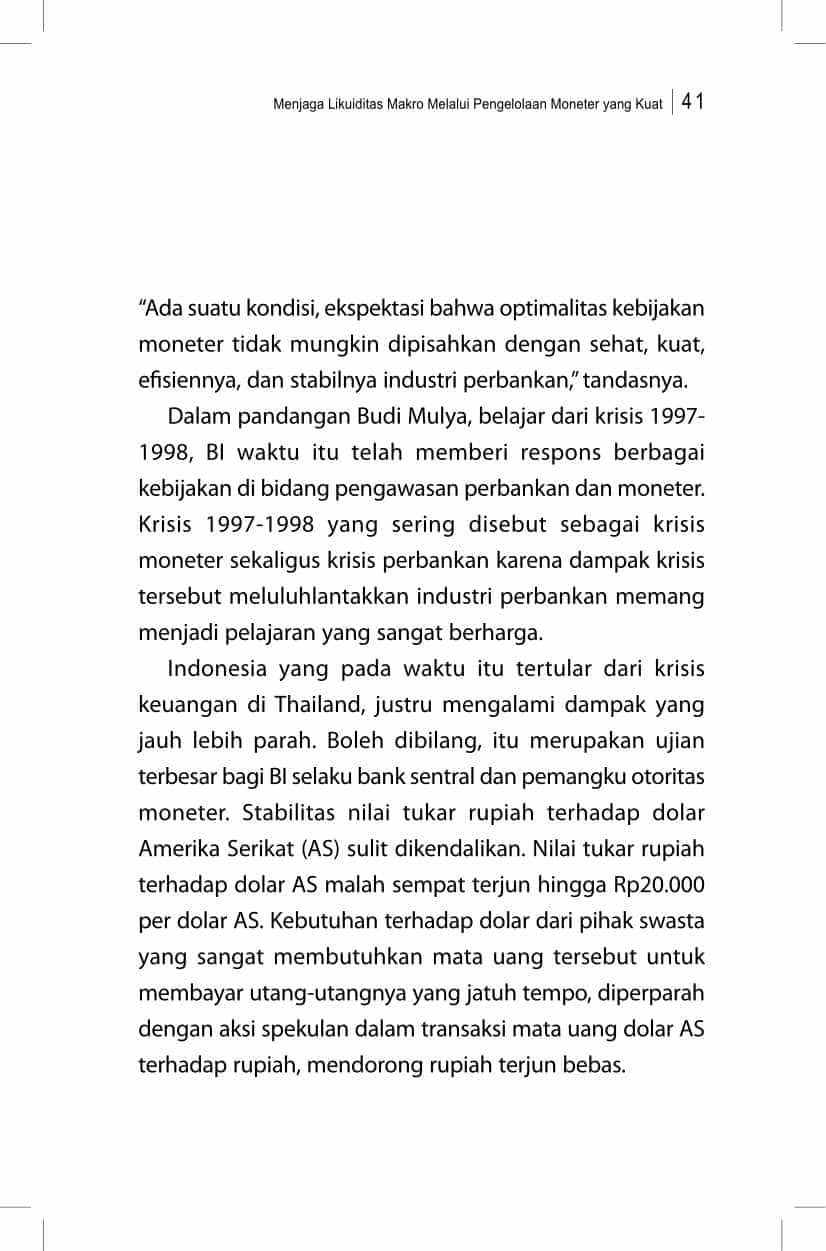 Menjaga Likuiditas Makro Melalui Pengelolaan Moneter yang Kuat 41
“Ada suatu kondisi, ekspektasi bahwa optimalitas kebijakan
moneter tidak mungkin dipisahkan dengan sehat, kuat,
efisiennya, dan stabilnya industri perbankan,” tandasnya.
Dalam pandangan Budi Mulya, belajar dari krisis 1997-
1998, BI waktu itu telah memberi respons berbagai
kebijakan di bidang pengawasan perbankan dan moneter.
Krisis 1997-1998 yang sering disebut sebagai krisis
moneter sekaligus krisis perbankan karena dampak krisis
tersebut meluluhlantakkan industri perbankan memang
menjadi pelajaran yang sangat berharga.
Indonesia yang pada waktu itu tertular dari krisis
keuangan di Thailand, justru mengalami dampak yang
jauh lebih parah. Boleh dibilang, itu merupakan ujian
terbesar bagi BI selaku bank sentral dan pemangku otoritas
moneter. Stabilitas nilai tukar rupiah terhadap dolar
Amerika Serikat (AS) sulit dikendalikan. Nilai tukar rupiah
terhadap dolar AS malah sempat terjun hingga Rp20.000
per dolar AS. Kebutuhan terhadap dolar dari pihak swasta
yang sangat membutuhkan mata uang tersebut untuk
membayar utang-utangnya yang jatuh tempo, diperparah
dengan aksi spekulan dalam transaksi mata uang dolar AS
terhadap rupiah, mendorong rupiah terjun bebas.